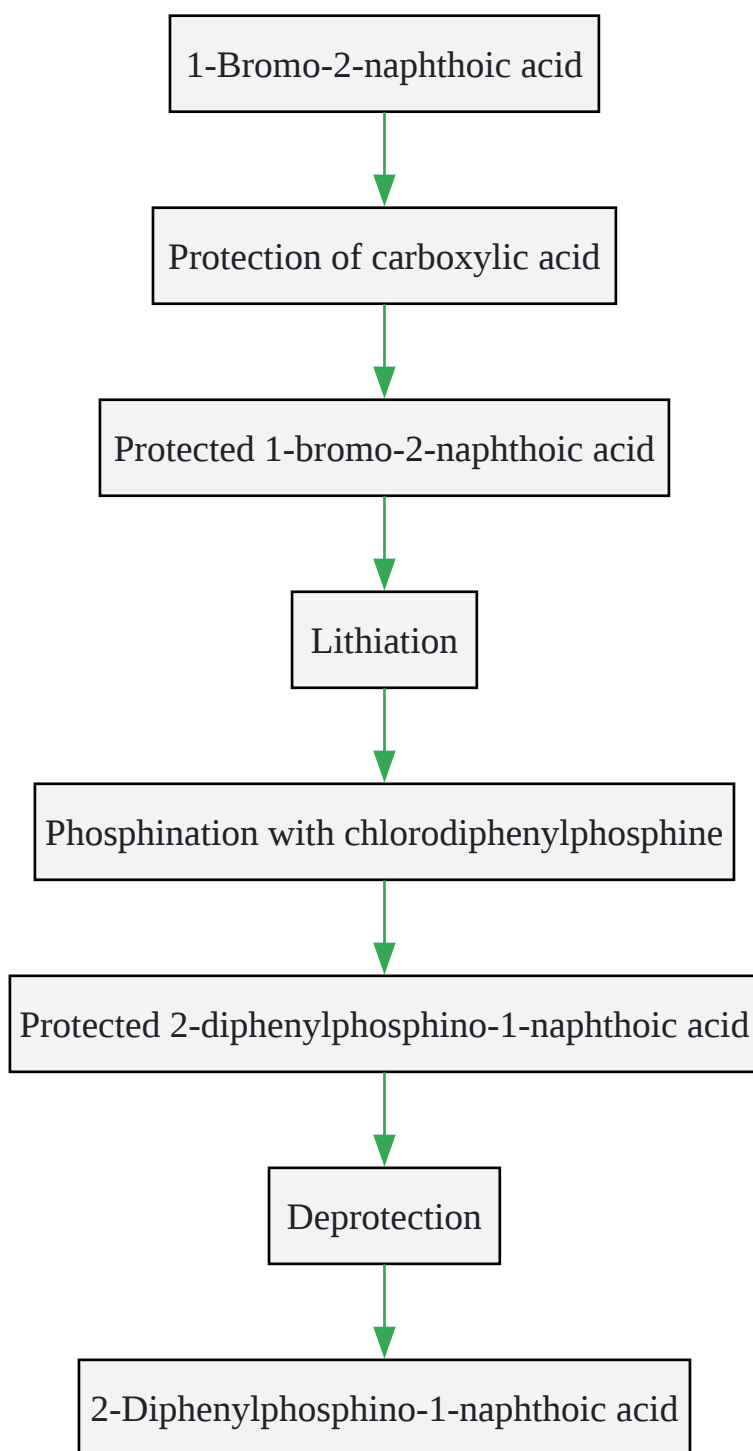 1-Bromo-2-naphthoic acid
Protection of carboxylic acid
Protected 1-bromo-2-naphthoic acid
Lithiation
Phosphination with chlorodiphenylphosphine
Protected 2-diphenylphosphino-1-naphthoic acid
Deprotection
2-Diphenylphosphino-1-naphthoic acid